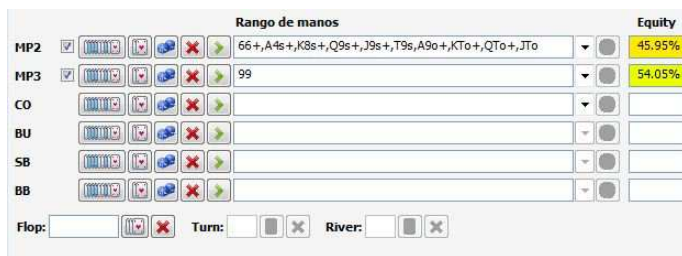 Rango de manos Equity
MP2 66+,A4s+,K8s+,Q9s+,J9s+,T9s,A9o+,KTo+,QTo+,JTo 45.95%
MP3 99 54.05%
CO
BU
SB
BB
Flop: Turn: River: